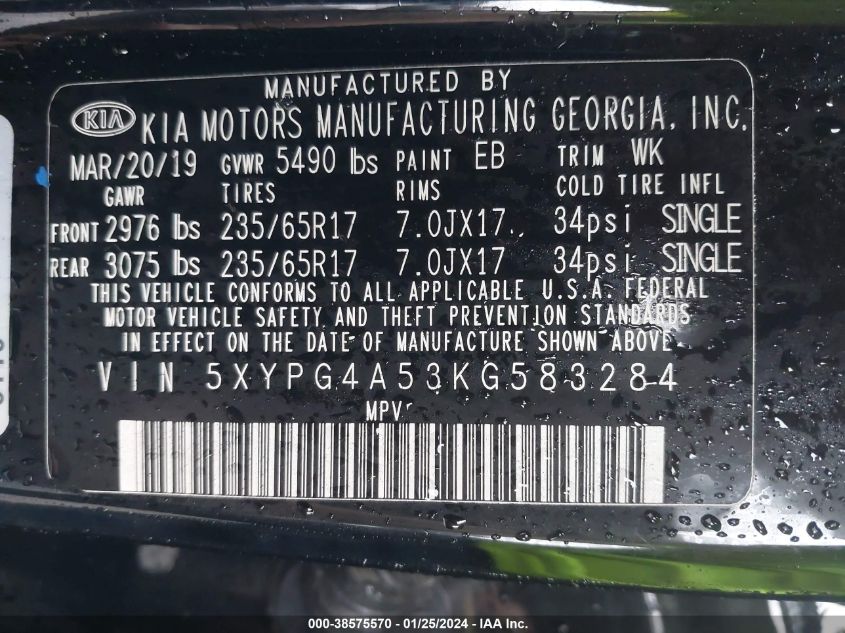 MANUFACTURED BY
KIA KIA MOTORS MANUFACTURING GEORGIA, INC.
MAR/20/19 GVWR 5490 lbs PAINT EB TRIM WK
GAWR TIRES RIMS COLD TIRE INFL
FRONT 2976 lbs 235/65R17 7.0JX17 34psi SINGLE
REAR 3075 lbs 235/65R17 7.0JX17 34psi SINGLE
THIS VEHICLE CONFORMS TO ALL APPLICABLE U.S.A. FEDERAL
MOTOR VEHICLE SAFETY AND THEFT PREVENTION STANDARDS
IN EFFECT ON THE DATE OF MANUFACTURE SHOWN ABOVE
VIN 5XYPG4A53KG583284
MPV
000-38575570 - 01/25/2024 - IAA Inc.